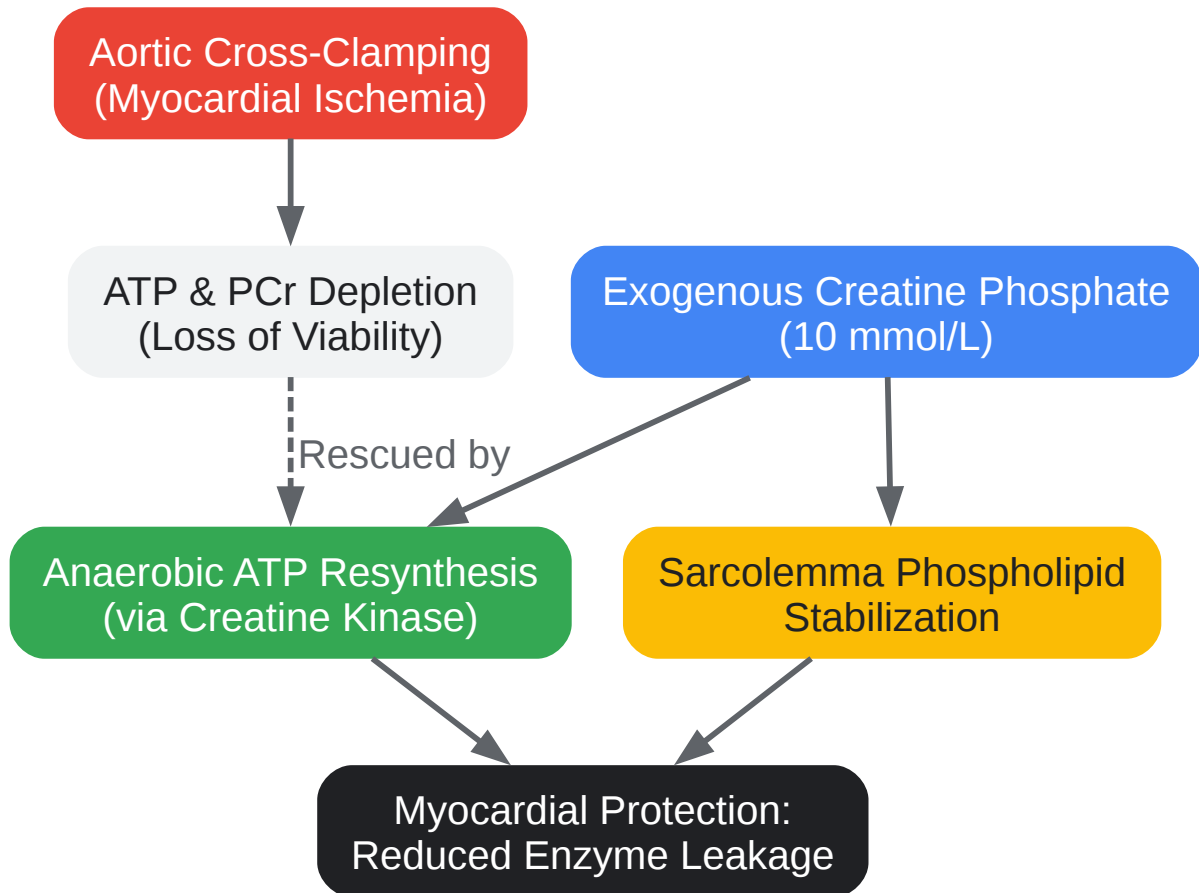 Aortic Cross-Clamping
(Myocardial Ischemia)
ATP & PCr Depletion
(Loss of Viability)
Exogenous Creatine Phosphate
(10 mmol/L)
Rescued by
Anaerobic ATP Resynthesis
(via Creatine Kinase)
Sarcolemma Phospholipid
Stabilization
Myocardial Protection:
Reduced Enzyme Leakage